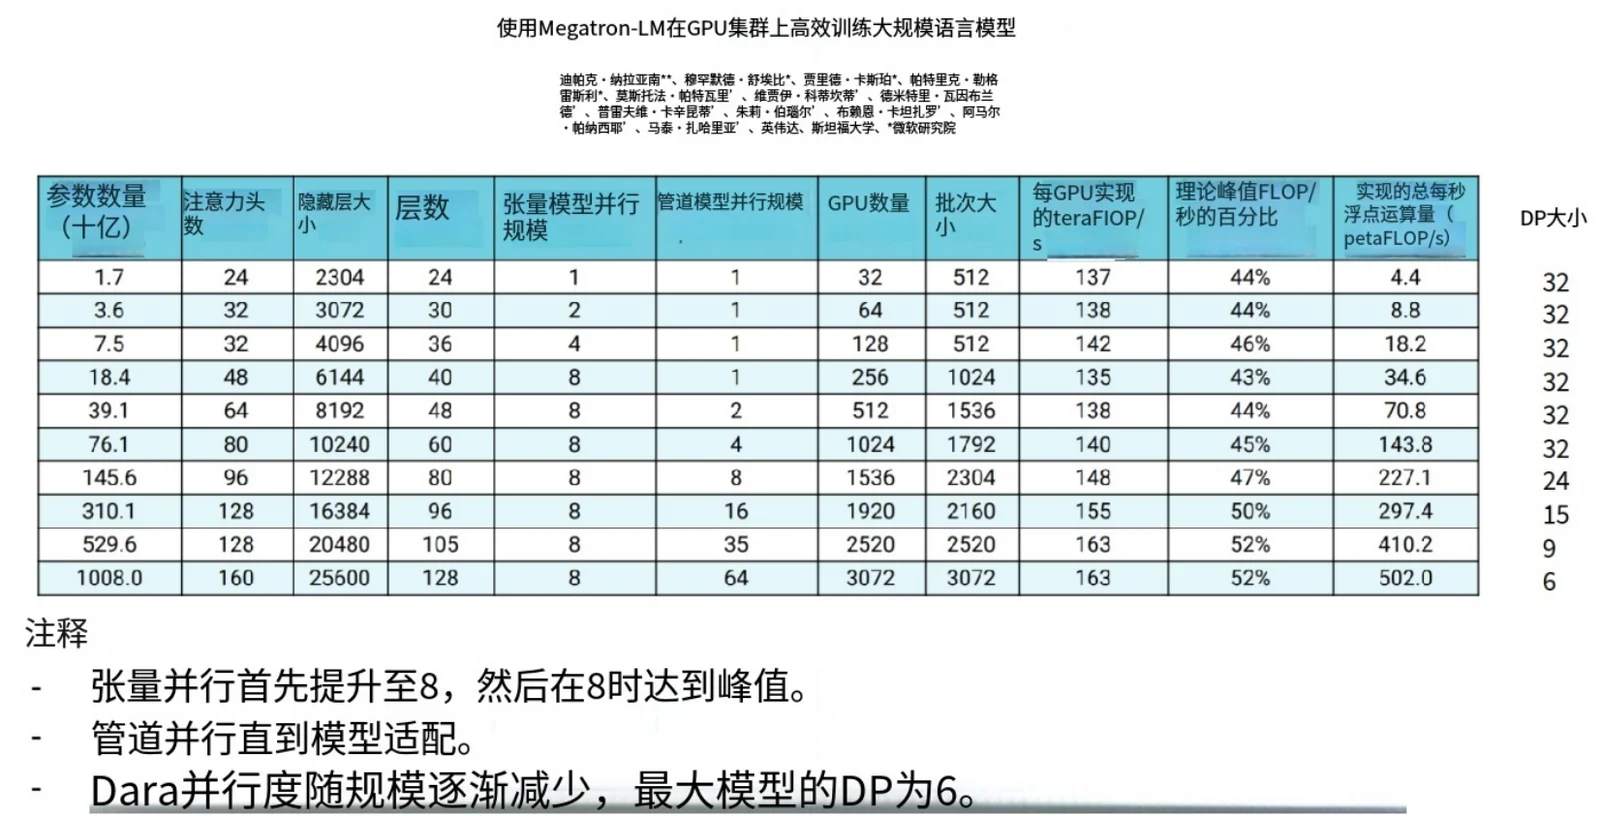 使用Megatron-LM在GPU集群上高效训练大规模语言模型
迪帕克·纳拉亚南**、穆罕默德·舒埃比*、贾里德·卡斯珀*、帕特里克·勒格
雷斯利*、莫斯托法·帕特瓦里’、维贾伊·科蒂坎蒂’、德米特里·瓦因布兰
德’、普雷夫维·卡辛昆蒂’、朱莉·伯瑙尔’、布赖恩·卡坦扎罗’、阿马尔
·帕纳西耶’、马泰·扎哈里亚’、英伟达、斯坦福大学、*微软研究院
参数数量（十亿） 注意力头数 隐藏层大小 层数 张量模型并行规模 管道模型并行规模 GPU数量 批次大小 每GPU实现的teraFIOP/s 理论峰值FLOP/秒的百分比 实现的总每秒浮点运算量（petaFLOP/s） DP大小
1.7 24 2304 24 1 1 32 512 137 44% 4.4 32
3.6 32 3072 30 2 1 64 512 138 44% 8.8 32
7.5 32 4096 36 4 1 128 512 142 46% 18.2 32
18.4 48 6144 40 8 1 256 1024 135 43% 34.6 32
39.1 64 8192 48 8 2 512 1536 138 44% 70.8 32
76.1 80 10240 60 8 4 1024 1792 140 45% 143.8 32
145.6 96 12288 80 8 8 1536 2304 148 47% 227.1 24
310.1 128 16384 96 8 16 1920 2160 155 50% 297.4 15
529.6 128 20480 105 8 35 2520 2520 163 52% 410.2 9
1008.0 160 25600 128 8 64 3072 3072 163 52% 502.0 6
注释
- 张量并行首先提升至8，然后在8时达到峰值。
- 管道并行直到模型适配。
- Dara并行度随规模逐渐减少，最大模型的DP为6。